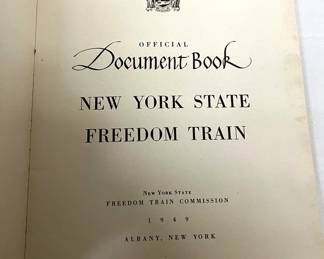 OFFICIAL
Document Book
NEW YORK STATE
FREEDOM TRAIN
NEW YORK STATE
FREEDOM TRAIN COMMISSION
1949
ALBANY, NEW YORK